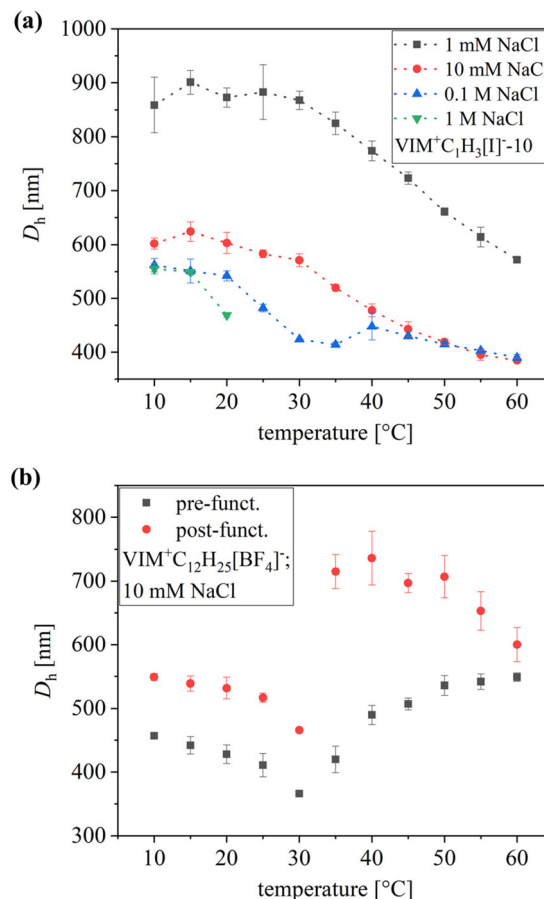 (a)
1000
900
800
700
600
500
400
Dh [nm]
1 mM NaCl
10 mM NaCl
0.1 M NaCl
1 M NaCl
VIM⁺C₁H₃[I]⁻-10
10 20 30 40 50 60
temperature [°C]
(b)
800
700
600
500
400
300
Dh [nm]
pre-funct.
post-funct.
VIM⁺C₁₂H₂₅[BF₄]⁻;
10 mM NaCl
10 20 30 40 50 60
temperature [°C]